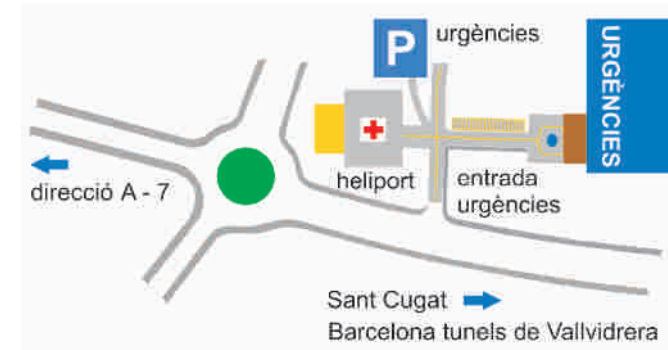 P
urgències
URGÈNCIES
heliport
entrada
urgències
direcció A - 7
Sant Cugat
Barcelona tunels de Vallvidrera